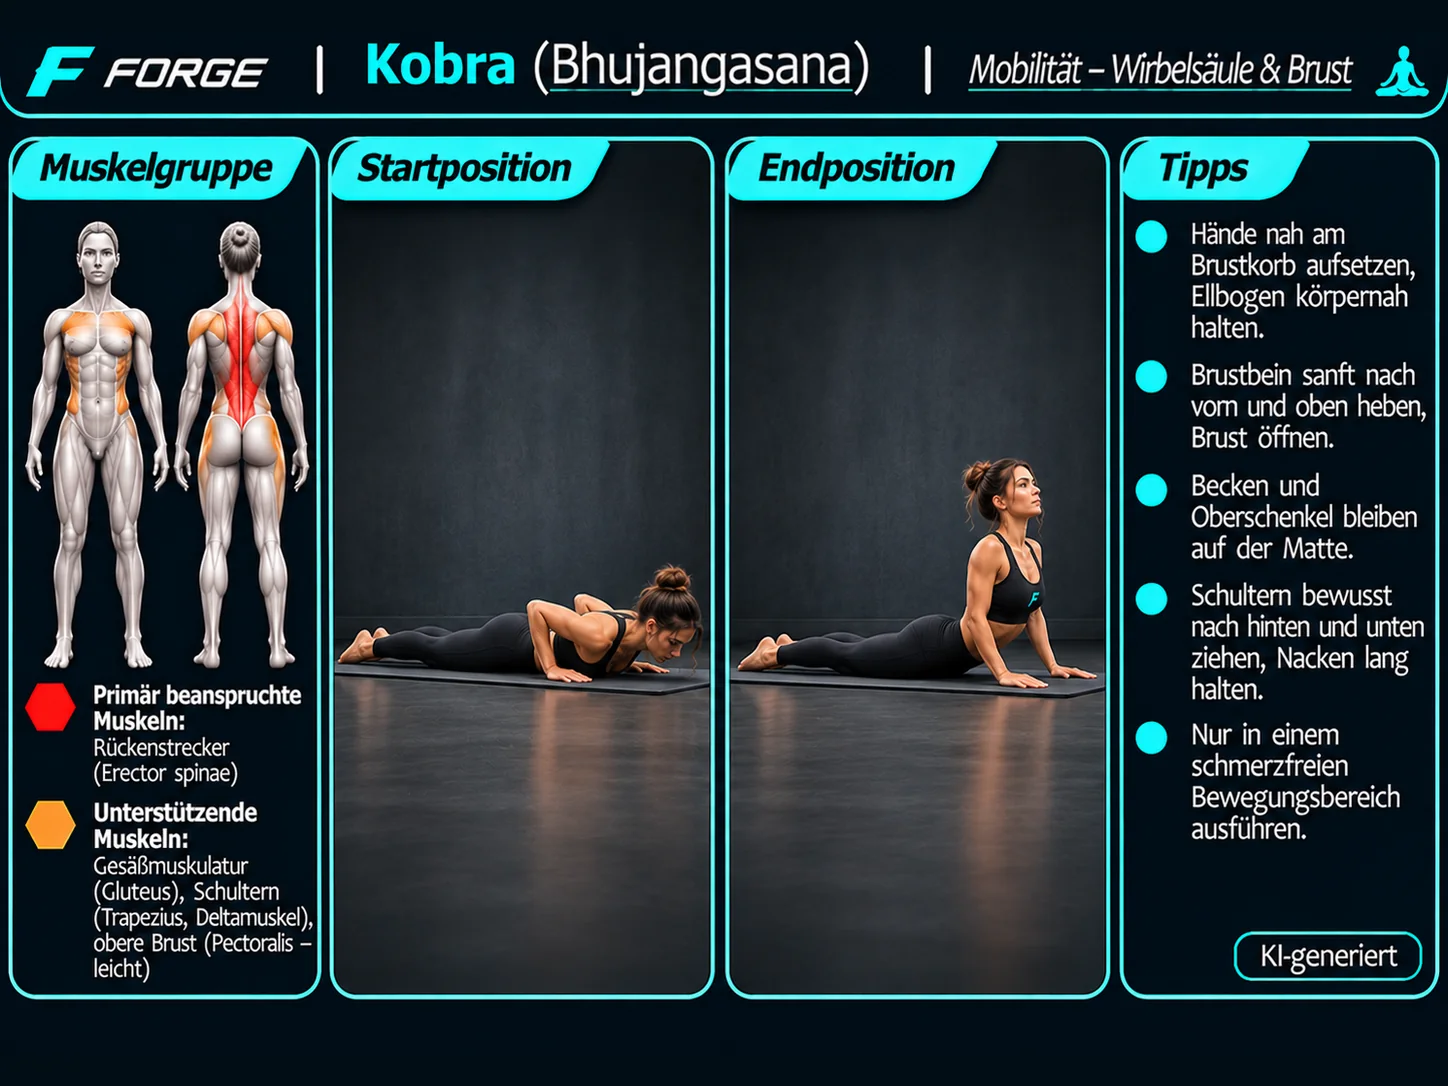 FORGE | Kobra (Bhujangasana) | Mobilität – Wirbelsäule & Brust
Muskelgruppe
Primär beanspruchte
Muskeln:
Rückenstrecker
(Erector spinae)
Unterstützende
Muskeln:
Gesäßmuskulatur
(Gluteus), Schultern
(Trapezius, Deltamuskel),
obere Brust (Pectoralis –
leicht)
Startposition
Endposition
Tipps
Hände nah am
Brustkorb aufsetzen,
Ellbogen körpernah
halten.
Brustbein sanft nach
vorn und oben heben,
Brust öffnen.
Becken und
Oberschenkel bleiben
auf der Matte.
Schultern bewusst
nach hinten und unten
ziehen, Nacken lang
halten.
Nur in einem
schmerzfreien
Bewegungsbereich
ausführen.
KI-generiert